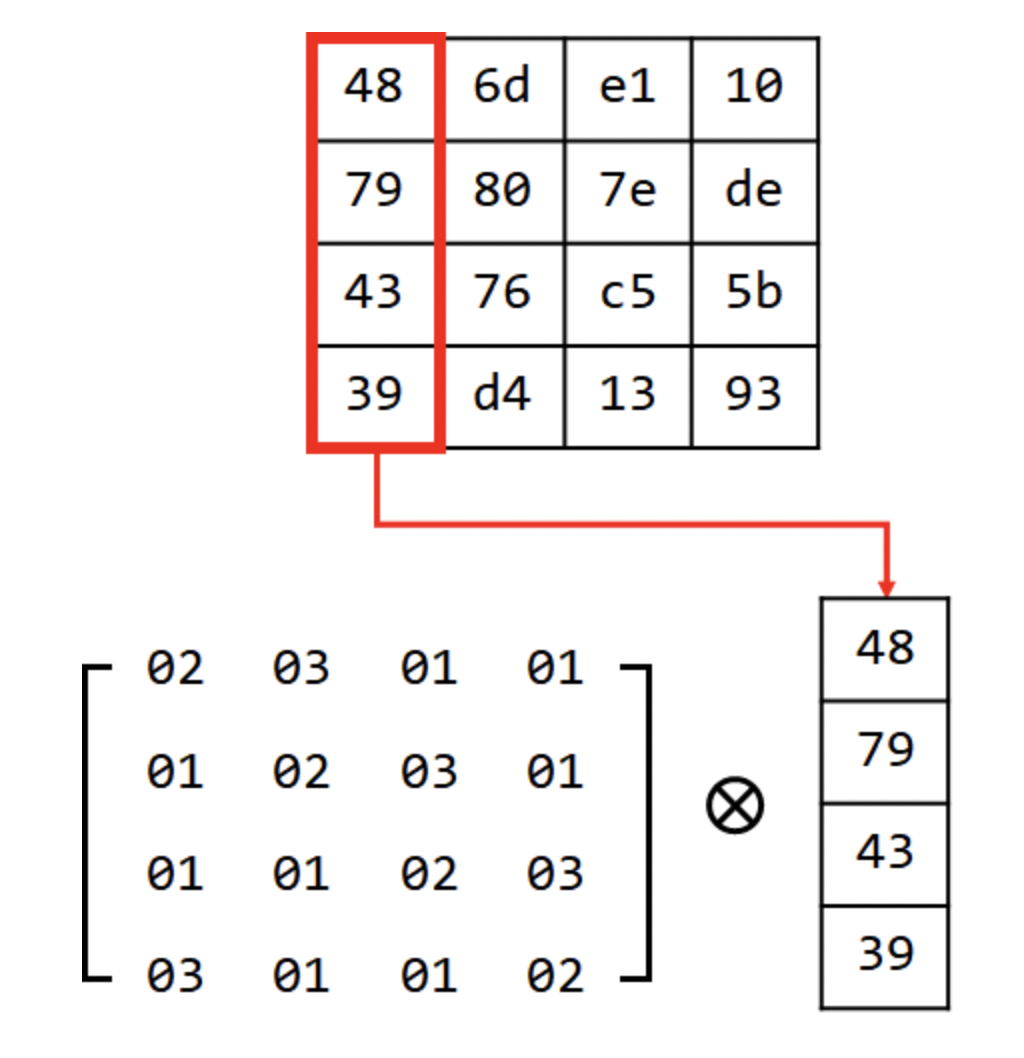 48 6d e1 10
79 80 7e de
43 76 c5 5b
39 d4 13 93
48
02 03 01 01
79
01 02 03 01
43
01 01 02 03
39
03 01 01 02